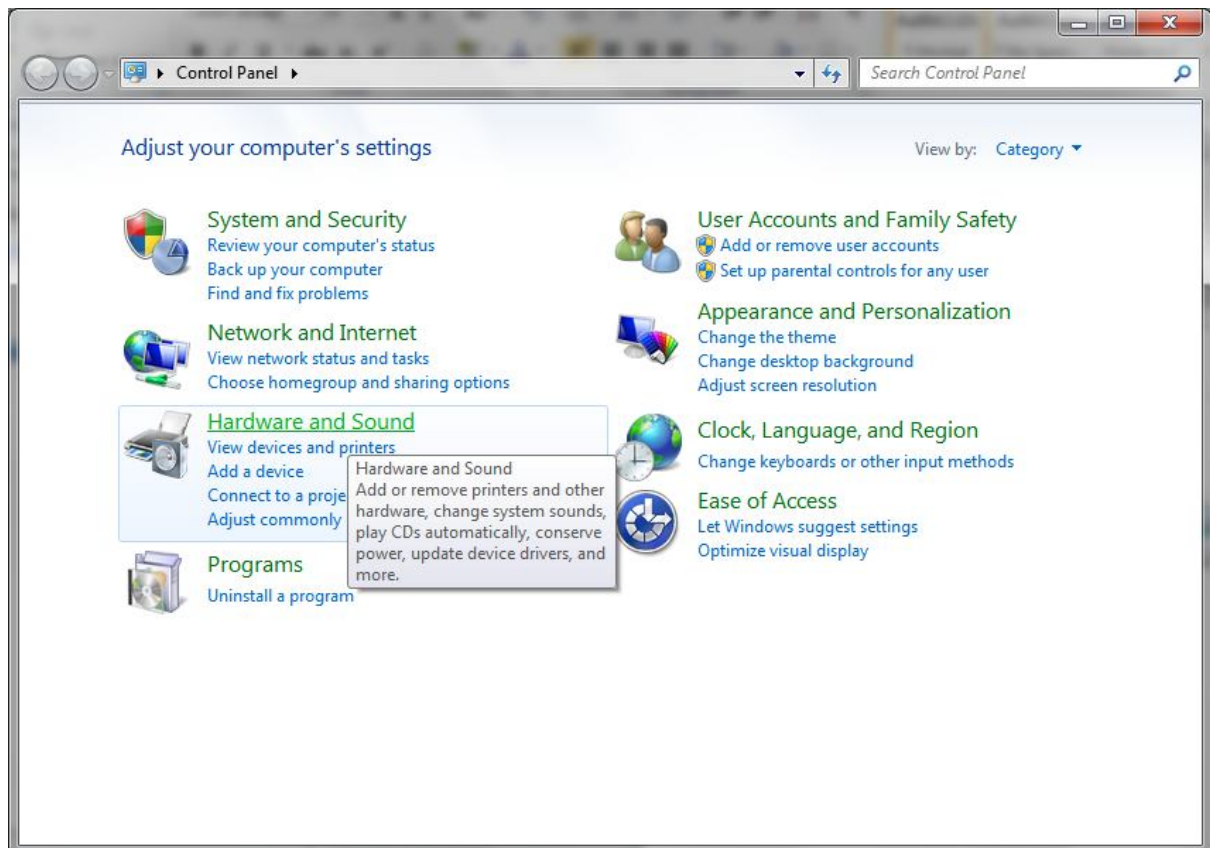 Control Panel
Search Control Panel
Adjust your computer's settings
View by: Category
System and Security
Review your computer's status
Back up your computer
Find and fix problems
Network and Internet
View network status and tasks
Choose homegroup and sharing options
Hardware and Sound
View devices and printers
Add a device
Connect to a proje
Adjust commonly
Hardware and Sound
Add or remove printers and other
hardware, change system sounds,
play CDs automatically, conserve
power, update device drivers, and
more.
Programs
Uninstall a program
User Accounts and Family Safety
Add or remove user accounts
Set up parental controls for any user
Appearance and Personalization
Change the theme
Change desktop background
Adjust screen resolution
Clock, Language, and Region
Change keyboards or other input methods
Ease of Access
Let Windows suggest settings
Optimize visual display